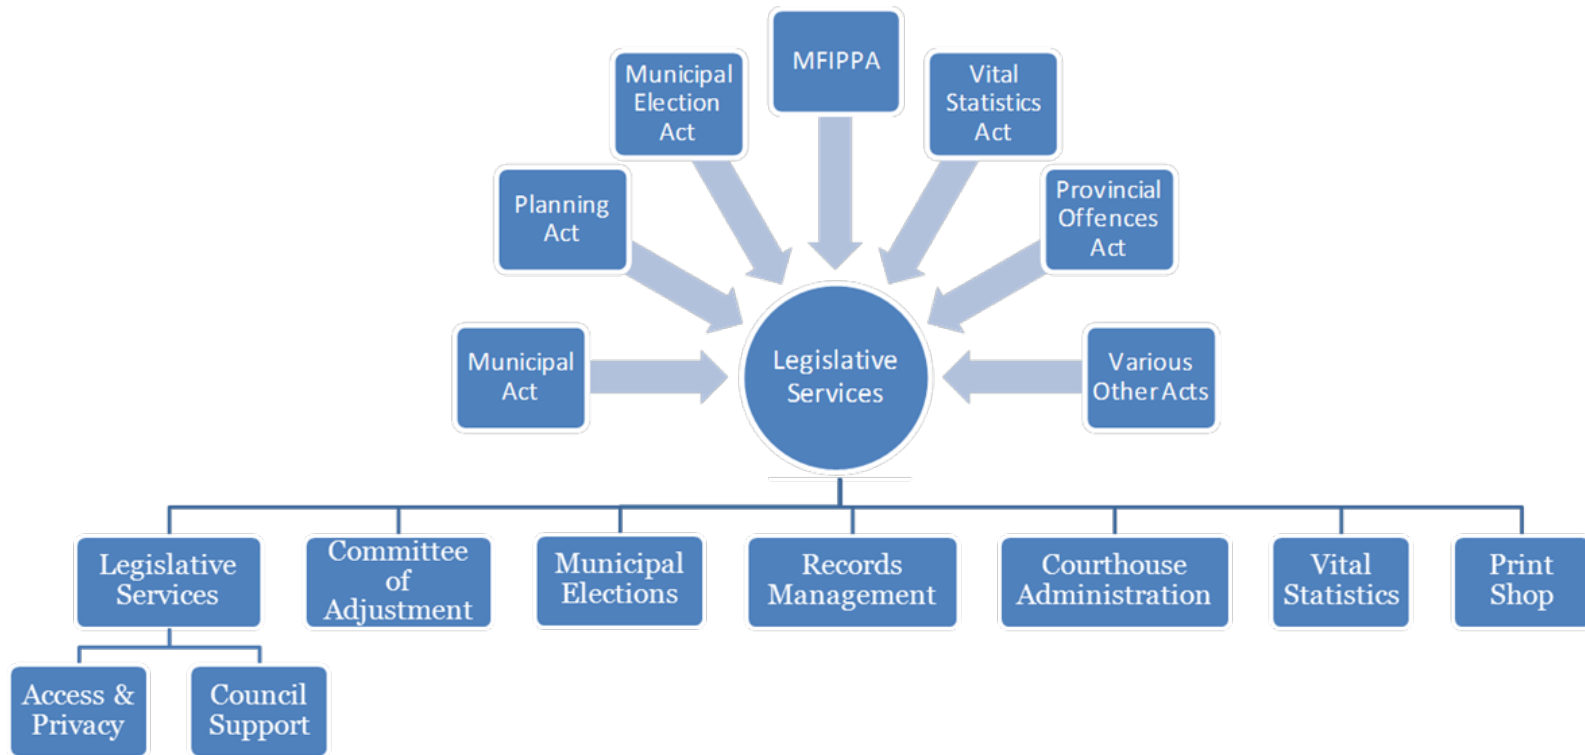 MFIPPA
Municipal
Election
Act
Vital
Statistics
Act
Planning
Act
Provincial
Offences
Act
Municipal
Act
Legislative
Services
Various
Other Acts
Legislative
Services
Committee
of
Adjustment
Municipal
Elections
Records
Management
Courthouse
Administration
Vital
Statistics
Print
Shop
Access &
Privacy
Council
Support